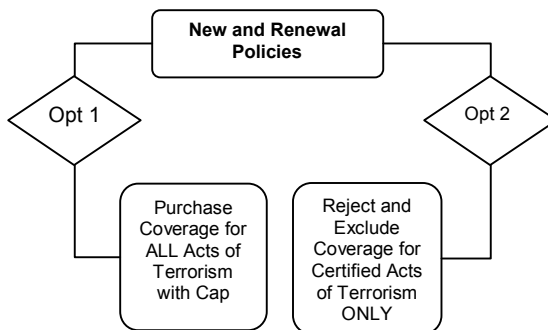 New and Renewal
Policies
Opt 1
Opt 2
Purchase
Coverage for
ALL Acts of
Terrorism
with Cap
Reject and
Exclude
Coverage for
Certified Acts
of Terrorism
ONLY